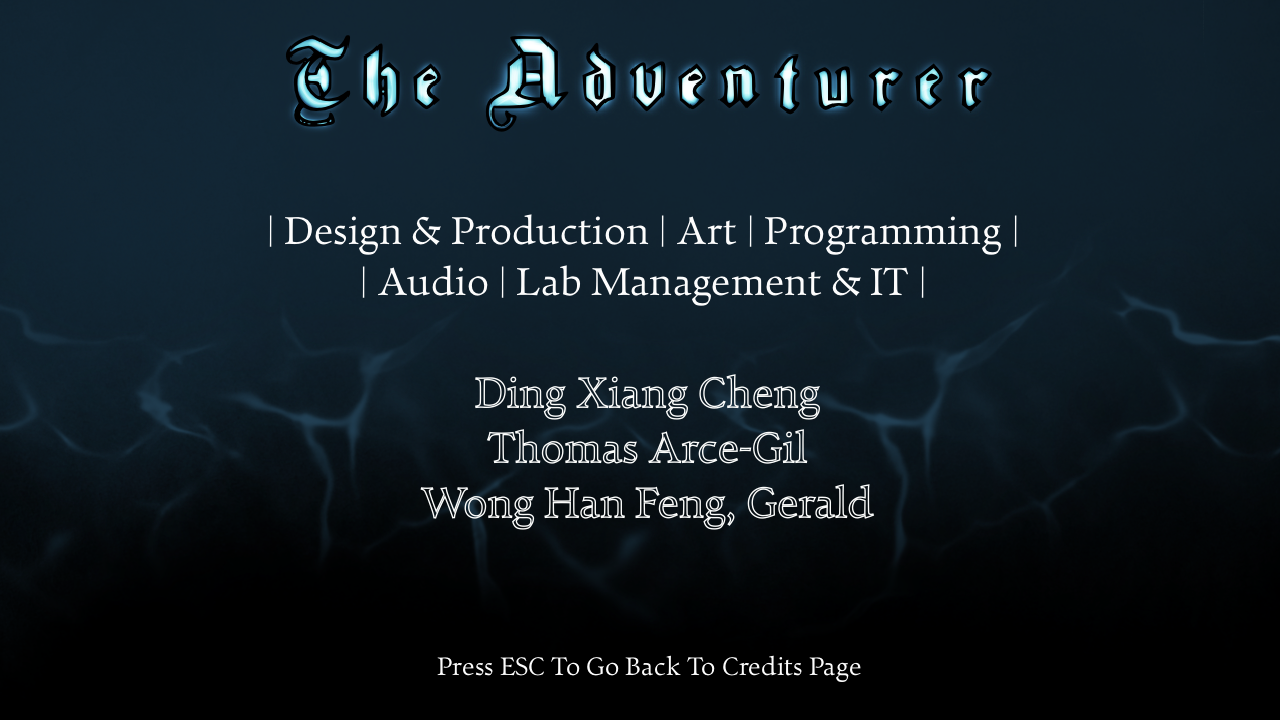 The Adventurer
| Design & Production | Art | Programming |
| Audio | Lab Management & IT |
Ding Xiang Cheng
Thomas Arce-Gil
Wong Han Feng, Gerald
Press ESC To Go Back To Credits Page